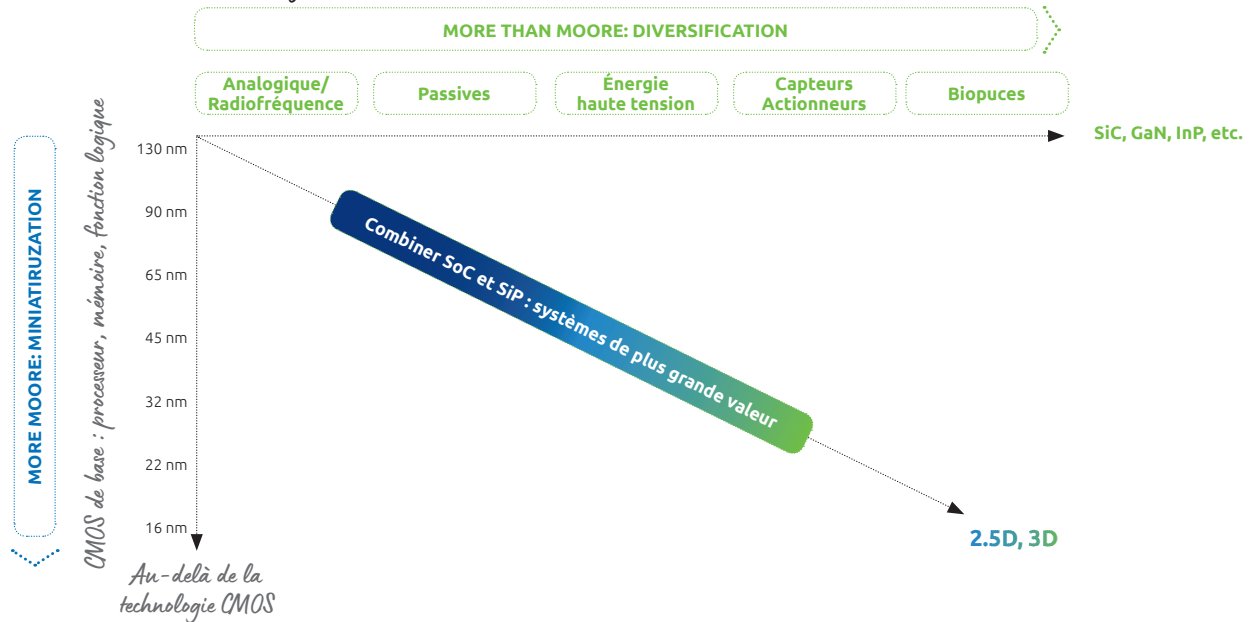 MORE THAN MOORE: DIVERSIFICATION
Analogique/
Radiofréquence
Passives
Énergie
haute tension
Capteurs
Actionneurs
Biopuces
SiC, GaN, InP, etc.
MORE MOORE: MINIATIRUZATION
CMOS de base : processeur, mémoire, fonction logique
130 nm
90 nm
65 nm
45 nm
32 nm
22 nm
16 nm
Combiner SoC et SiP : systèmes de plus grande valeur
2.5D, 3D
Au-delà de la
technologie CMOS